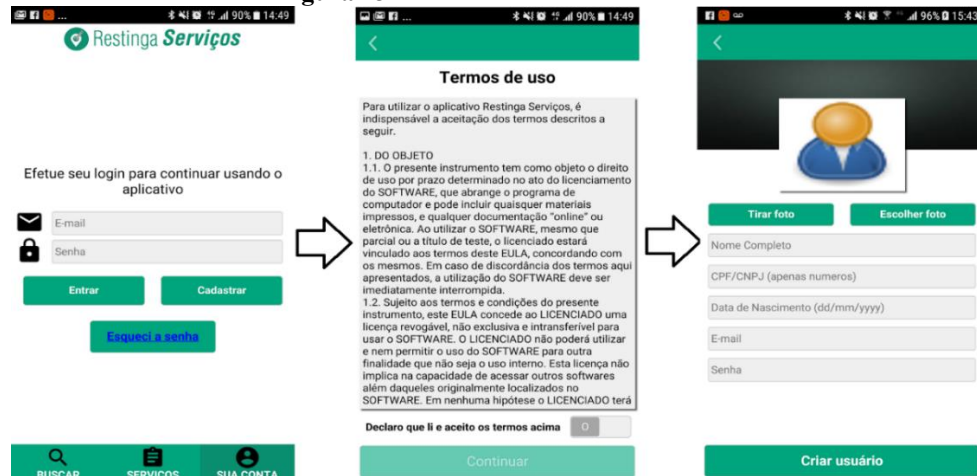 90% 14:49
Restinga Serviços
Efetue seu login para continuar usando o
aplicativo
E-mail
Senha
Entrar
Cadastrar
Esqueci a senha
BUSCAR
SERVIÇOS
SUA CONTA
90% 14:49
Termos de uso
Para utilizar o aplicativo Restinga Serviços, é
indispensável a aceitação dos termos descritos a
seguir.
1. DO OBJETO
1.1. O presente instrumento tem como objeto o direito
de uso por prazo determinado no ato do licenciamento
do SOFTWARE, que abrange o programa de
computador e pode incluir quaisquer materiais
impressos, e qualquer documentação "online" ou
eletrônica. Ao utilizar o SOFTWARE, mesmo que
parcial ou a título de teste, o licenciado estará
vinculado aos termos deste EULA, concordando com
os mesmos. Em caso de discordância dos termos aqui
apresentados, a utilização do SOFTWARE deve ser
imediatamente interrompida.
1.2. Sujeito aos termos e condições do presente
instrumento, este EULA concede ao LICENCIADO uma
licença revogável, não exclusiva e intransferível para
usar o SOFTWARE. O LICENCIADO não poderá utilizar
e nem permitir o uso do SOFTWARE para outra
finalidade que não seja o uso interno. Esta licença não
implica na capacidade de acessar outros softwares
além daqueles originalmente localizados no
SOFTWARE. Em nenhuma hipótese o LICENCIADO terá
Declaro que li e aceito os termos acima
Continuar
96% 15:43
Tirar foto
Escolher foto
Nome Completo
CPF/CNPJ (apenas numeros)
Data de Nascimento (dd/mm/yyyy)
E-mail
Senha
Criar usuário